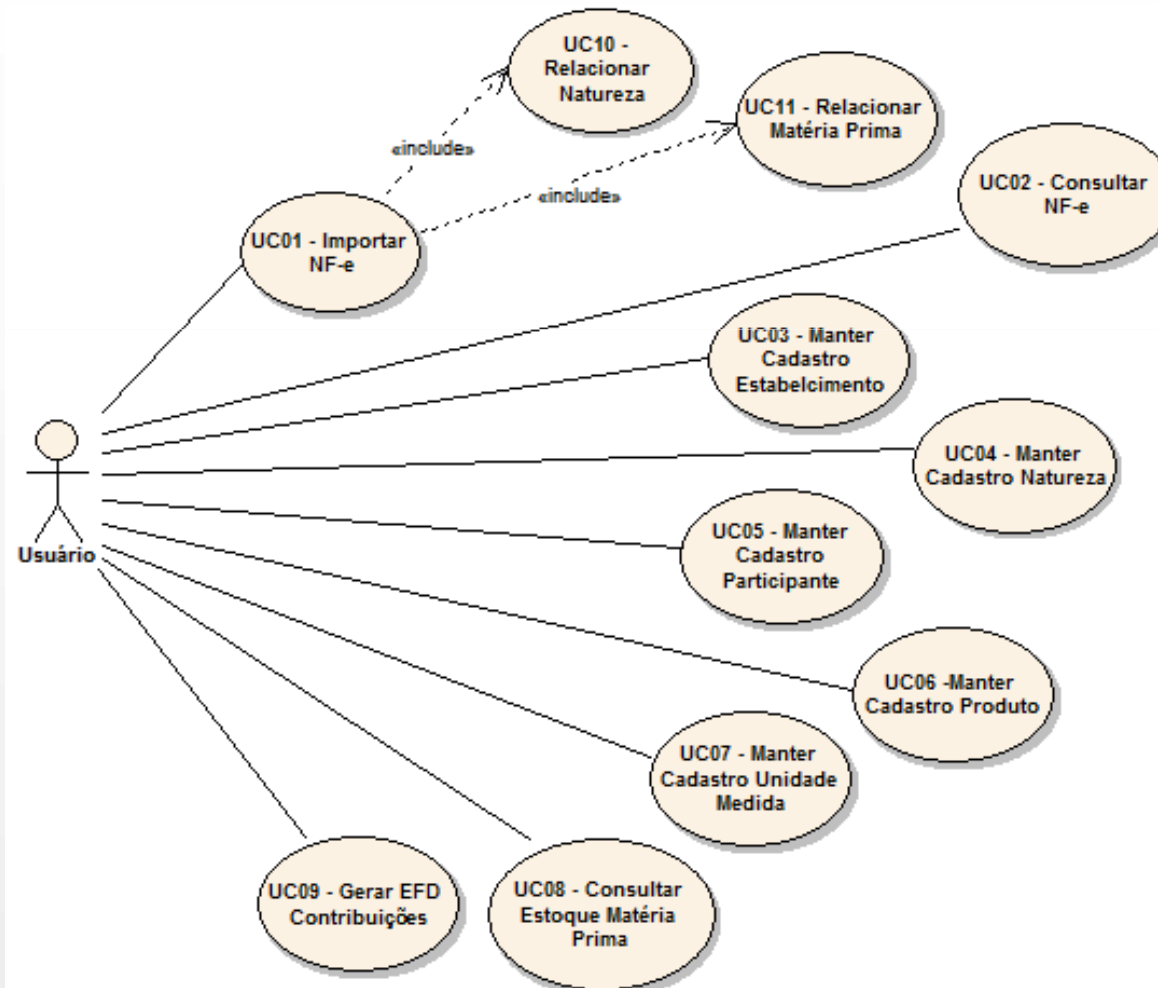 UC10 -
Relacionar
Natureza
UC11 - Relacionar
Matéria Prima
«include»
«include»
UC02 - Consultar
NF-e
UC01 - Importar
NF-e
UC03 - Manter
Cadastro
Estabelcimento
UC04 - Manter
Cadastro Natureza
UC05 - Manter
Cadastro
Participante
Usuário
UC06 -Manter
Cadastro Produto
UC07 - Manter
Cadastro Unidade
Medida
UC09 - Gerar EFD
Contribuições
UC08 - Consultar
Estoque Matéria
Prima